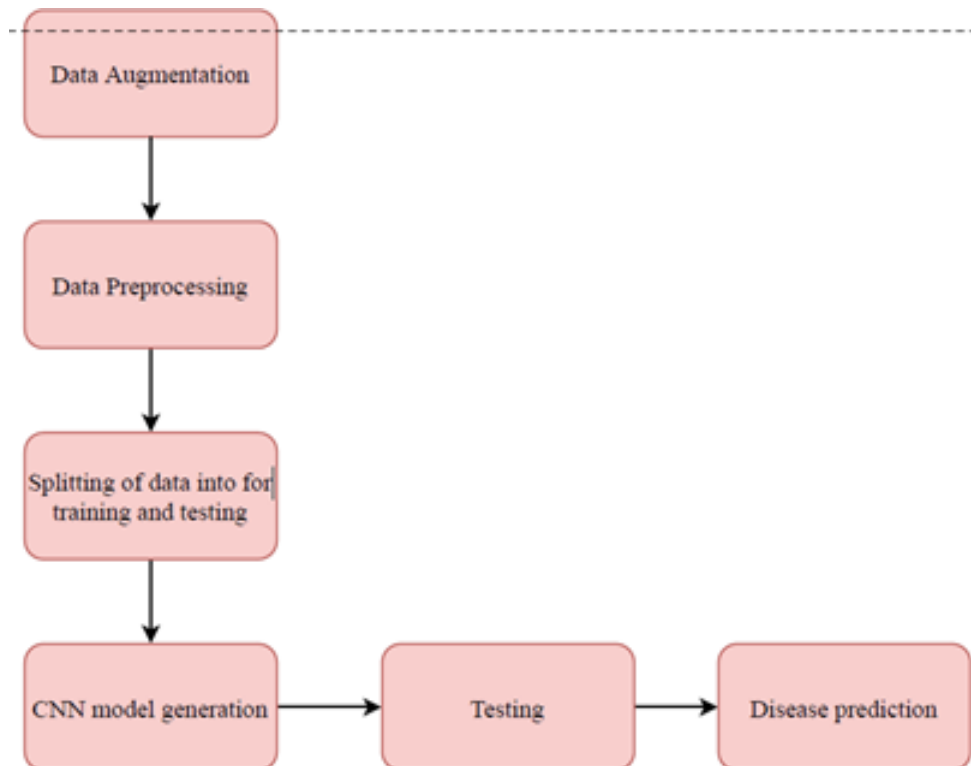 Data Augmentation
Data Preprocessing
Splitting of data into for
training and testing
CNN model generation
Testing
Disease prediction